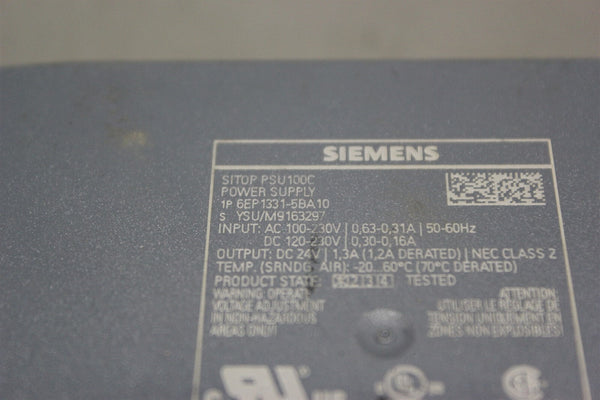 SIEMENS
SITOP PSU100C
POWER SUPPLY
1P 6EP1331-5BA10
S YSU/M9163297
INPUT: AC 100-230V | 0,63-0,31A | 50-60Hz
DC 120-230V | 0,30-0,16A
OUTPUT: DC 24V | 1,3A (1,2A DERATED) | NEC CLASS 2
TEMP. (SRNDG AIR): -20...60°C (70°C DERATED)
PRODUCT STATE: TESTED
WARNING OPERATE ATTENTION:
VOLTAGE ADJUSTMENT UTILISER LE RÉGLAGE DE
IN NON-HAZARDOUS TENSION UNIQUEMENT EN
AREAS ONLY! ZONES NON EXPLOSIBLES!
C US